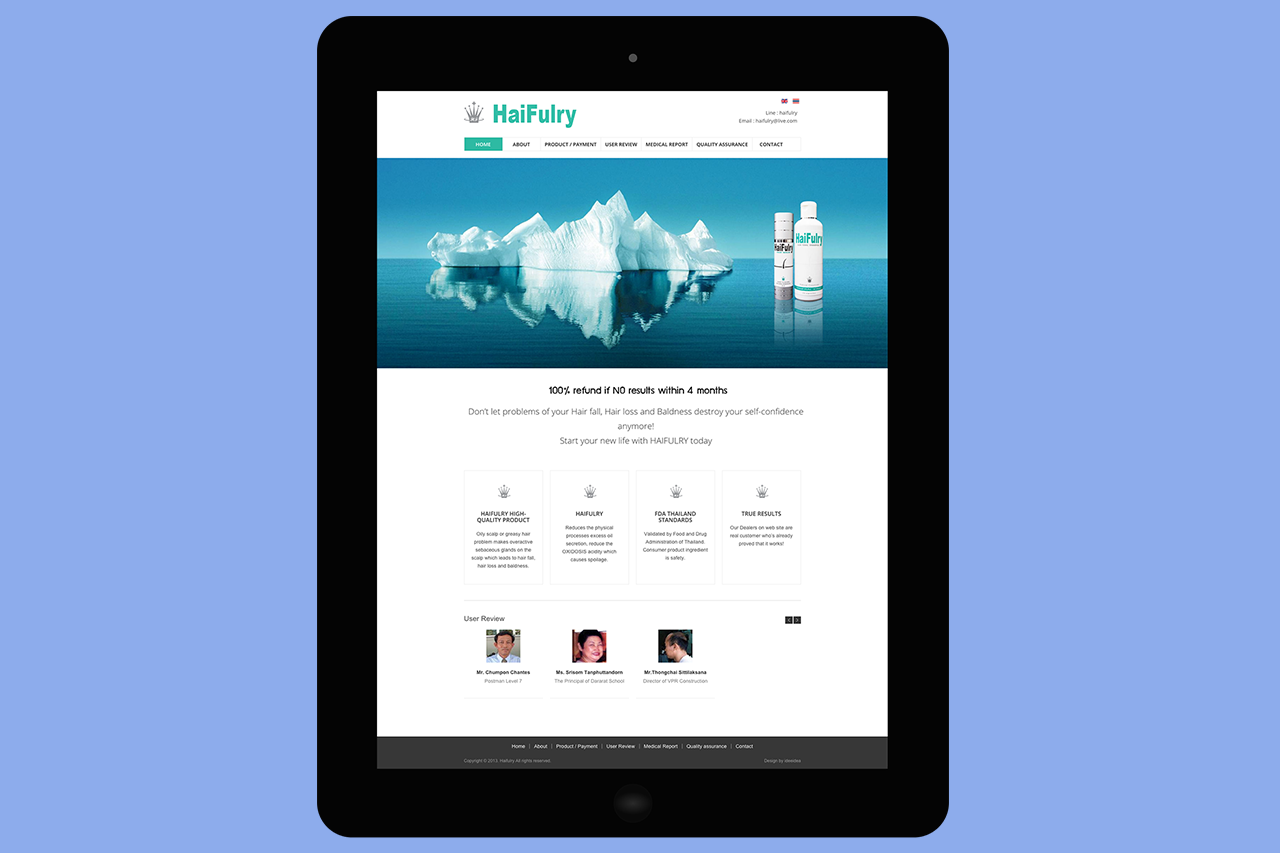 HaiFulry
Line : haifulry
Email : haifulry@live.com
HOME
ABOUT
PRODUCT / PAYMENT
USER REVIEW
MEDICAL REPORT
QUALITY ASSURANCE
CONTACT
HaiFulry
HaiFulry
100% refund if NO results within 4 months
Don't let problems of your Hair fall, Hair loss and Baldness destroy your self-confidence
anymore!
Start your new life with HAIFULRY today
HAIFULRY HIGH-
QUALITY PRODUCT
Oily scalp or greasy hair
problem makes overactive
sebaceous glands on the
scalp which leads to hair fall,
hair loss and baldness.
HAIFULRY
Reduces the physical
processes excess oil
secretion, reduce the
OXIDOSIS acidity which
causes spoilage.
FDA THAILAND
STANDARDS
Validated by Food and Drug
Administration of Thailand.
Consumer product ingredient
is safety.
TRUE RESULTS
Our Dealers on web site are
real customer who's already
proved that it works!
User Review
Mr. Chumpon Chantes
Postman Level 7
Ms. Srisom Tanphuttandorn
The Principal of Dararat School
Mr.Thongchai Sittilaksana
Director of VPR Construction
Home | About | Product / Payment | User Review | Medical Report | Quality assurance | Contact
Copyright © 2013. Haifulry All rights reserved.
Design by